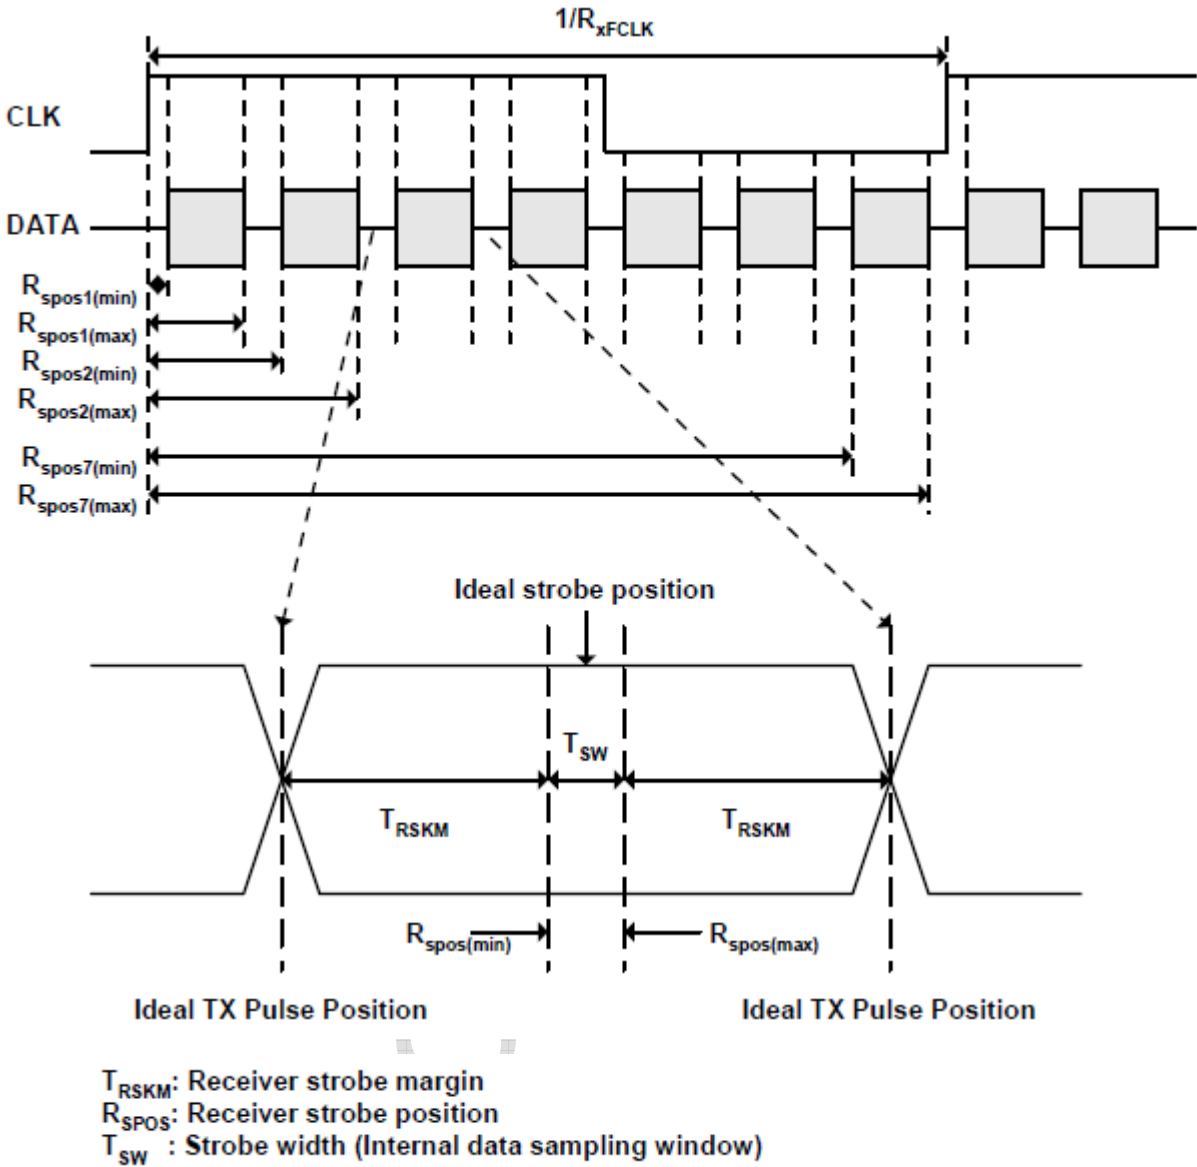 1/RxFCLK
CLK
DATA
Rspos1(min)
Rspos1(max)
Rspos2(min)
Rspos2(max)
Rspos7(min)
Rspos7(max)
Ideal strobe position
TSW
TRSKM TRSKM
Rspos(min) Rspos(max)
Ideal TX Pulse Position Ideal TX Pulse Position
TRSKM: Receiver strobe margin
RSPOS: Receiver strobe position
TSW : Strobe width (Internal data sampling window)